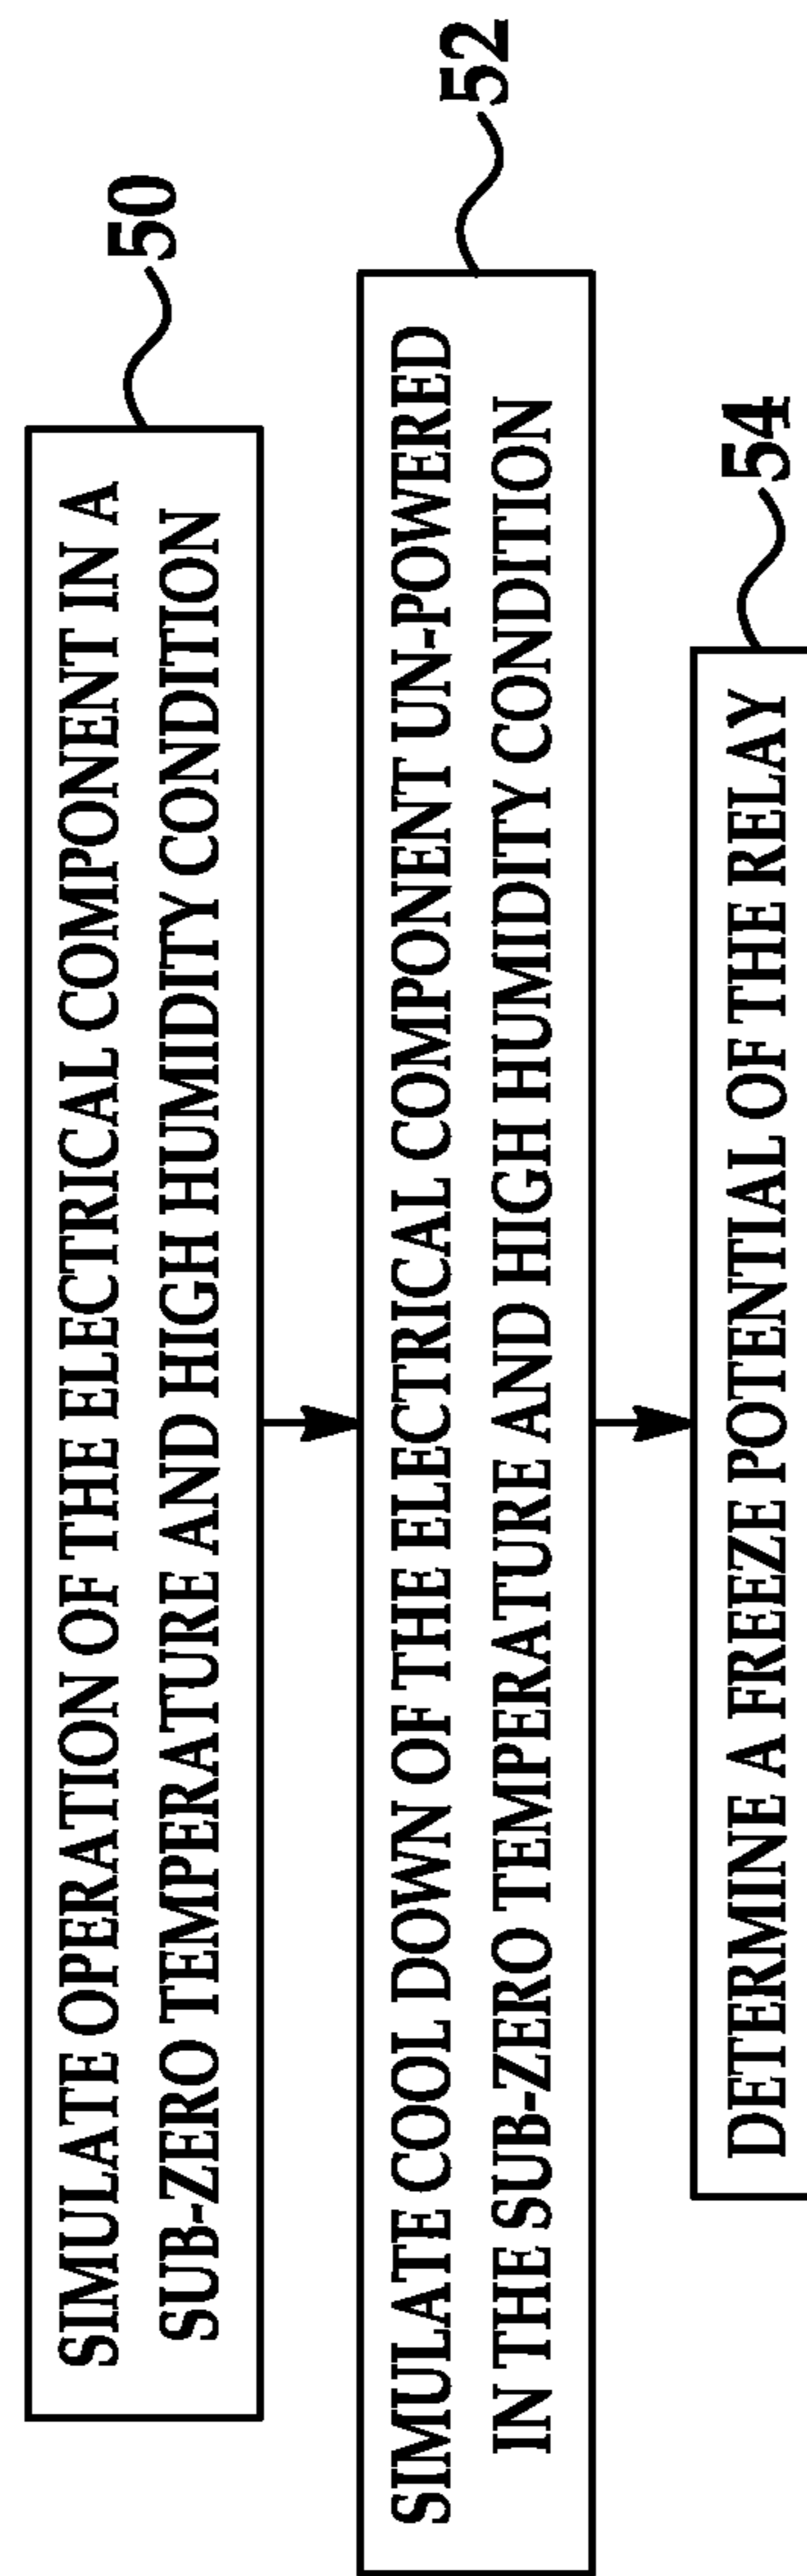 SIMULATE OPERATION OF THE ELECTRICAL COMPONENT IN A
SUB-ZERO TEMPERATURE AND HIGH HUMIDITY CONDITION
50
SIMULATE COOL DOWN OF THE ELECTRICAL COMPONENT UN-POWERED
IN THE SUB-ZERO TEMPERATURE AND HIGH HUMIDITY CONDITION
52
DETERMINE A FREEZE POTENTIAL OF THE RELAY
54